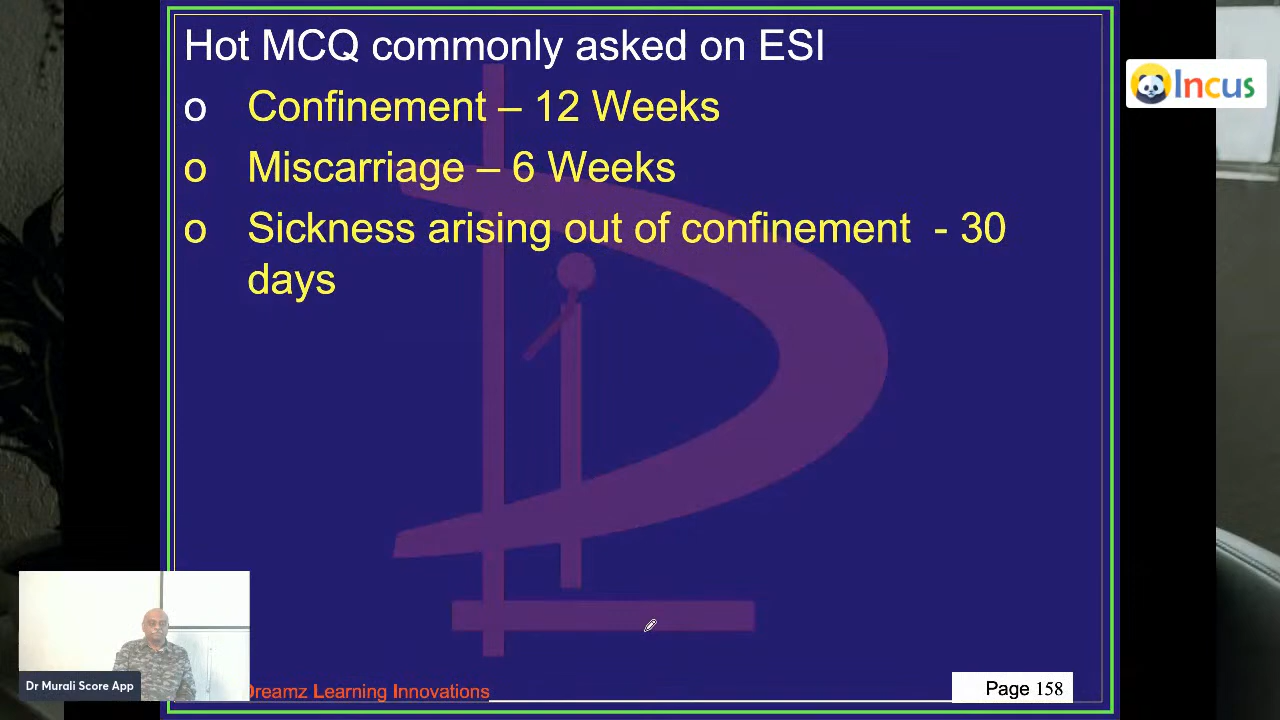 Hot MCQ commonly asked on ESI
o Confinement – 12 Weeks
o Miscarriage – 6 Weeks
o Sickness arising out of confinement - 30
days
Incus
Dr Murali Score App
Dreamz Learning Innovations
Page 158